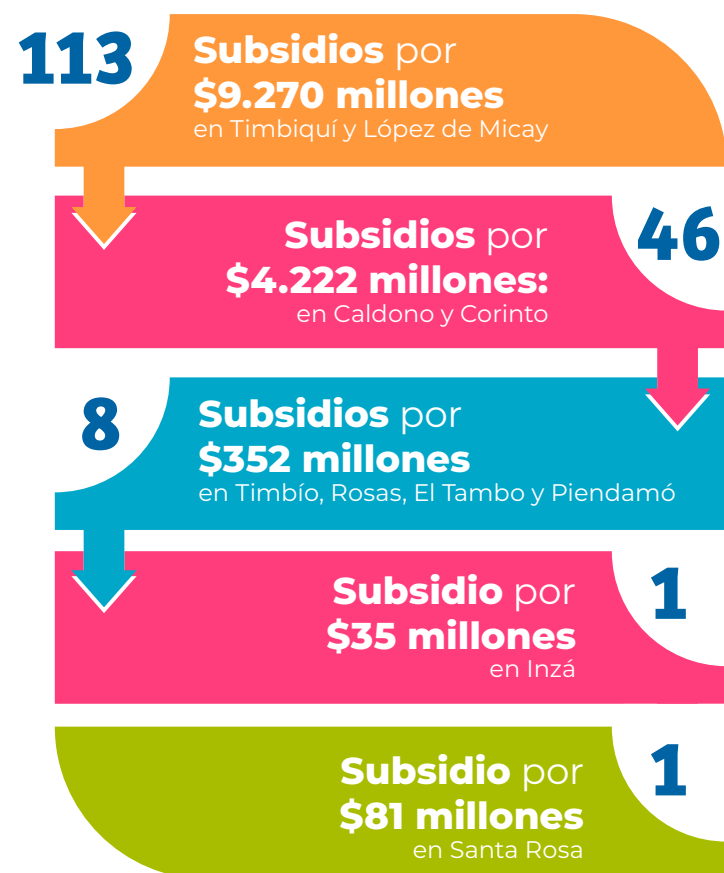 113
Subsidios por
$9.270 millones
en Timbiquí y López de Micay
Subsidios por
$4.222 millones:
en Caldono y Corinto
46
8
Subsidios por
$352 millones
en Timbío, Rosas, El Tambo y Piendamó
Subsidio por
$35 millones
en Inzá
1
Subsidio por
$81 millones
en Santa Rosa
1